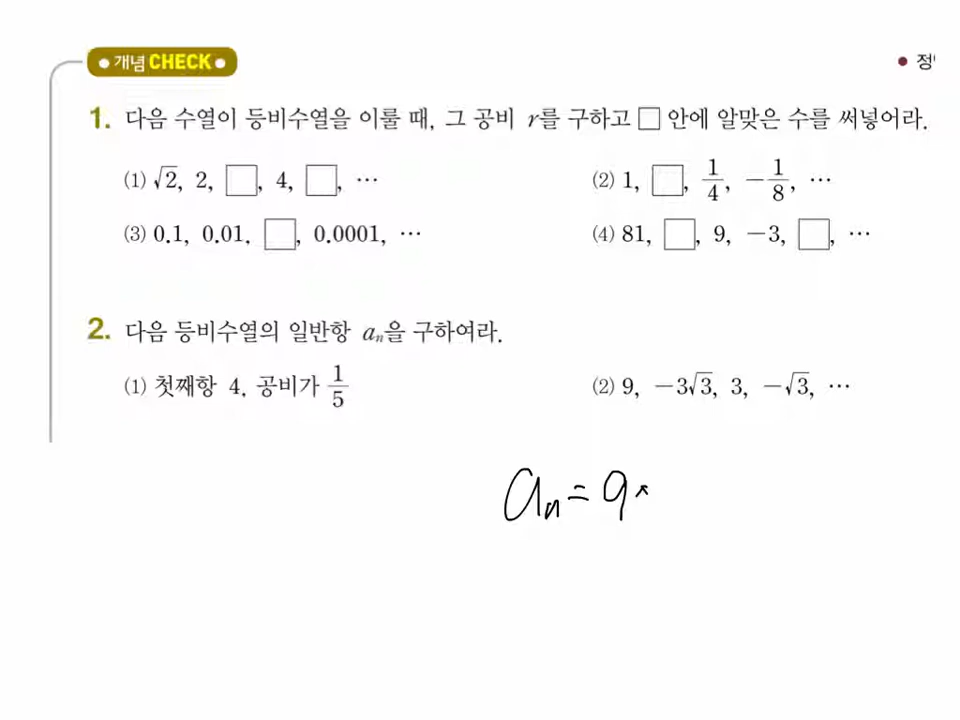 개념 CHECK
정
1. 다음 수열이 등비수열을 이룰 때, 그 공비 r를 구하고 □ 안에 알맞은 수를 써넣어라.
(1) √2, 2, □, 4, □, ⋯ (2) 1, □, 1/4, -1/8, ⋯
(3) 0.1, 0.01, □, 0.0001, ⋯ (4) 81, □, 9, -3, □, ⋯
2. 다음 등비수열의 일반항 aₙ을 구하여라.
(1) 첫째항 4, 공비가 1/5 (2) 9, -3√3, 3, -√3, ⋯
aₙ = 9